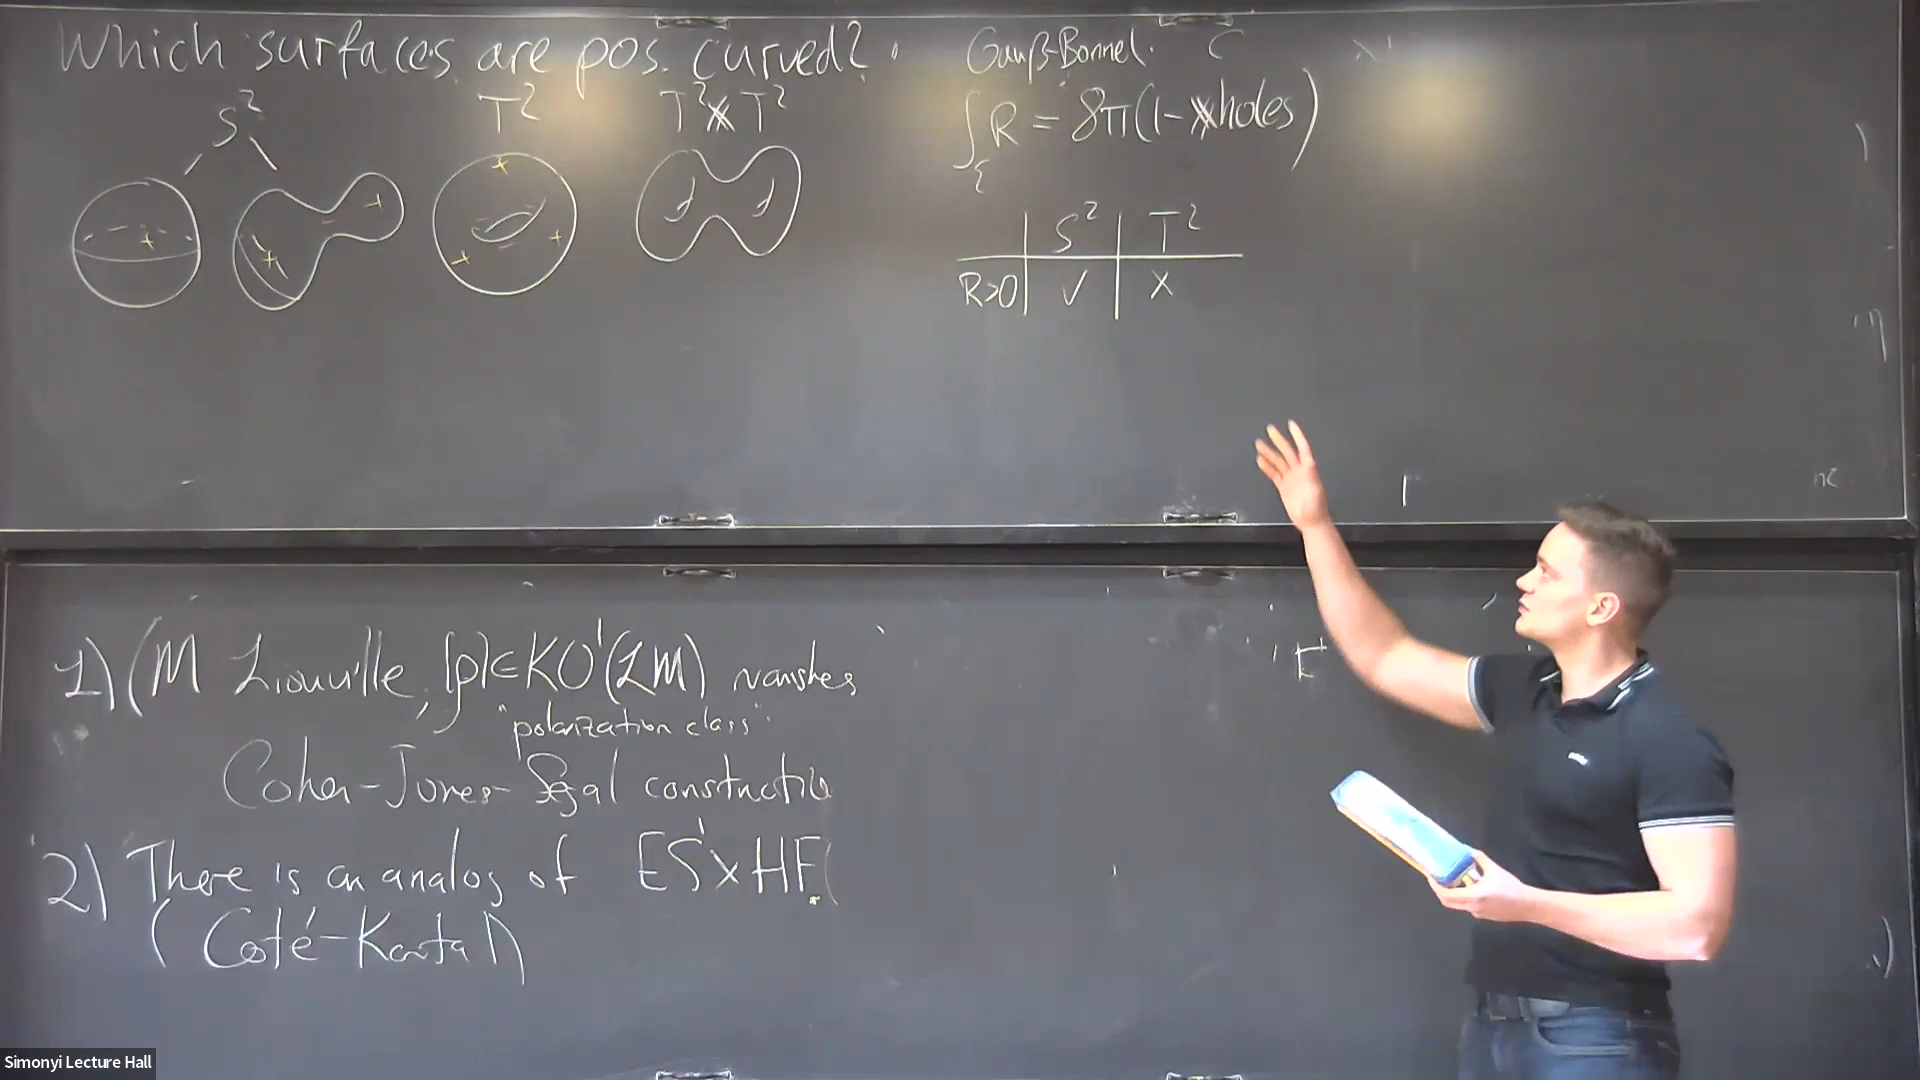 Which surfaces are pos. curved?
S² T² T² # T²
+ + + + + +
Gauß-Bonnet.
∫_Σ R = 8π(1-#holes)
S² T²
R>0 ✓ X
1) (M Liouville, [ρ]∈KO¹(LM) vanishes
"polarization class"
Cohen-Jones-Segal construction
2) There is an analog of ES¹×HF(
(Coté-Kartal)
Simonyi Lecture Hall